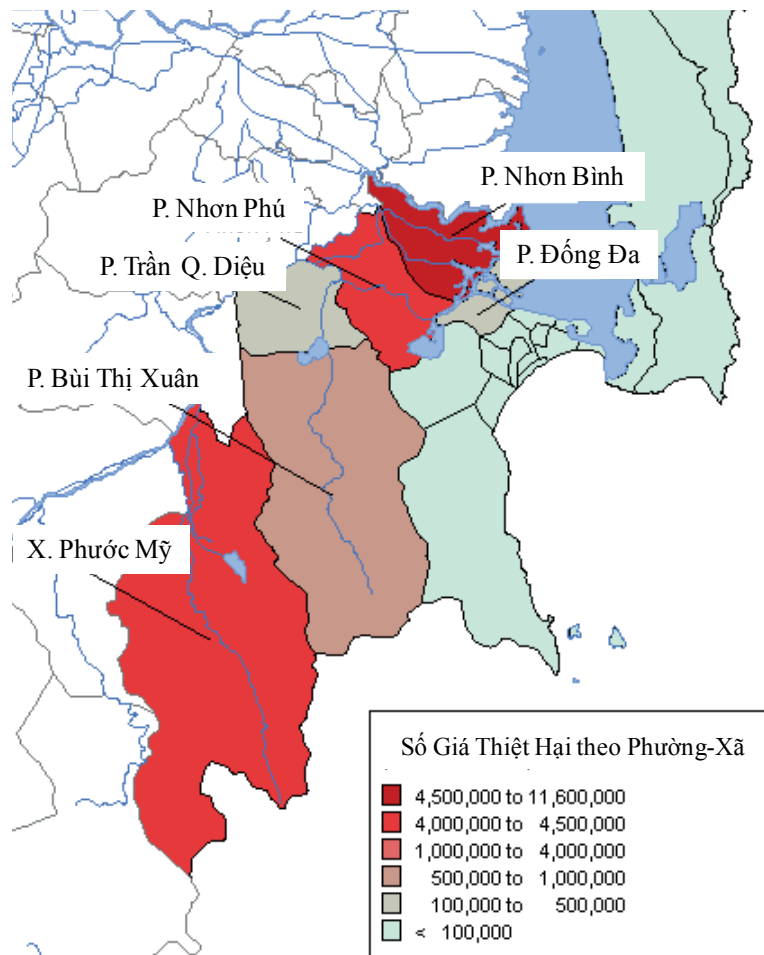 P. Nhơn Bình
P. Nhơn Phú
P. Đống Đa
P. Trần Q. Diệu
P. Bùi Thị Xuân
X. Phước Mỹ
Số Giá Thiệt Hại theo Phường-Xã
4,500,000 to 11,600,000
4,000,000 to 4,500,000
1,000,000 to 4,000,000
500,000 to 1,000,000
100,000 to 500,000
< 100,000